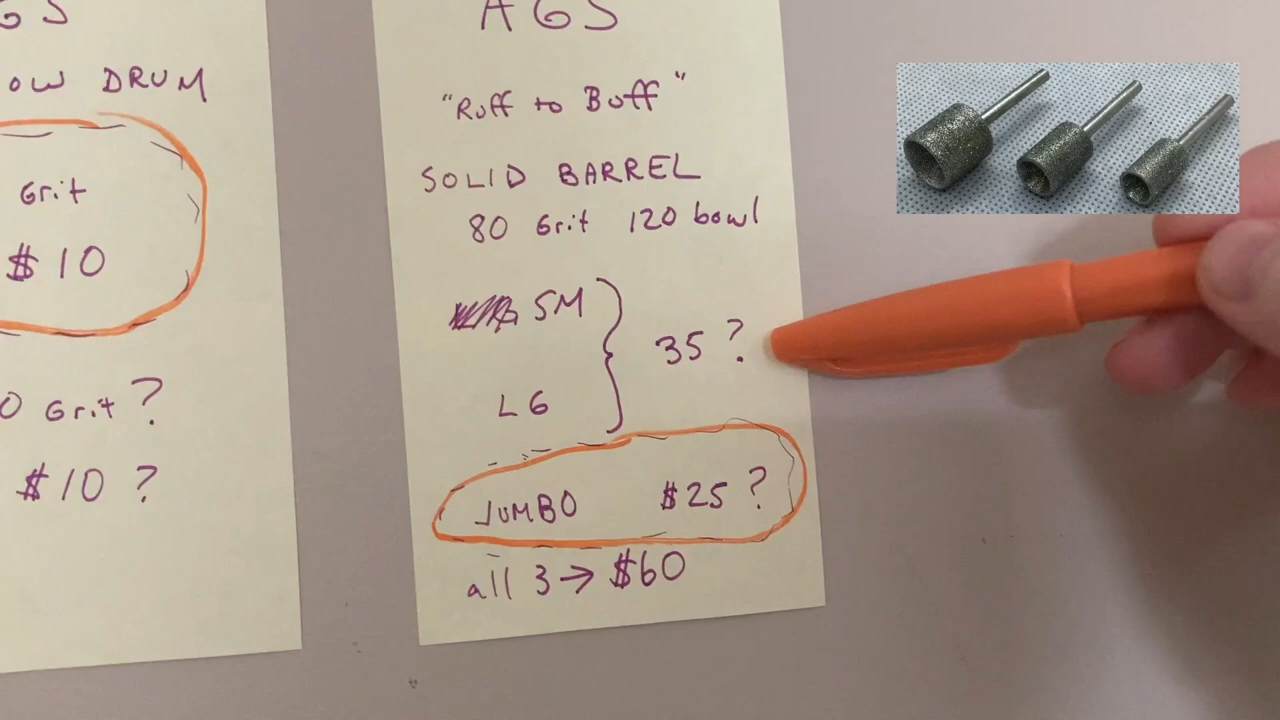 OW DRUM
Grit
$10
0 Grit ?
$10 ?
AGS
"Ruff to Buff"
SOLID BARREL
80 Grit 120 bowl
SM
LG
35 ?
JUMBO $25 ?
all 3 → $60